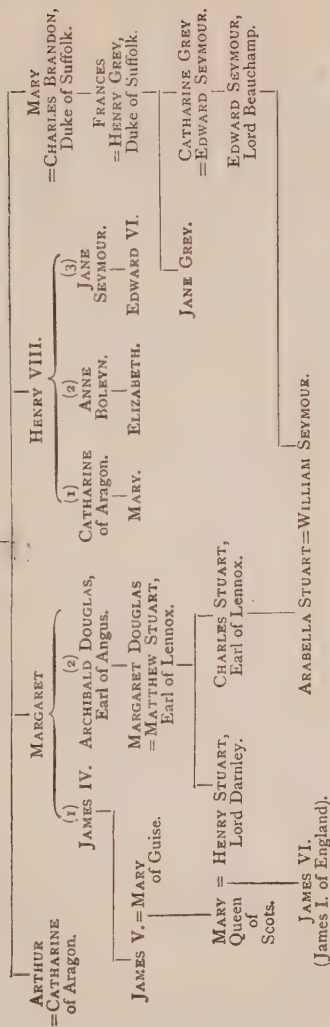 ARTHUR
=CATHARINE
of Aragon.
MARGARET
(1)
JAMES IV.
(2)
ARCHIBALD DOUGLAS,
Earl of Angus.
HENRY VIII.
(1)
CATHARINE
of Aragon.
(2)
ANNE
BOLEYN.
(3)
JANE
SEYMOUR.
MARY
=CHARLES BRANDON,
Duke of Suffolk.
JAMES V.=MARY
of Guise.
MARGARET DOUGLAS
=MATTHEW STUART,
Earl of Lennox.
MARY.
ELIZABETH.
EDWARD VI.
FRANCES
=HENRY GREY,
Duke of Suffolk.
MARY = HENRY STUART,
Queen
of
Scots.
Lord Darnley.
CHARLES STUART,
Earl of Lennox.
JANE GREY.
CATHARINE GREY
=EDWARD SEYMOUR.
EDWARD SEYMOUR,
Lord Beauchamp.
JAMES VI.
(James I. of England).
ARABELLA STUART=WILLIAM SEYMOUR.